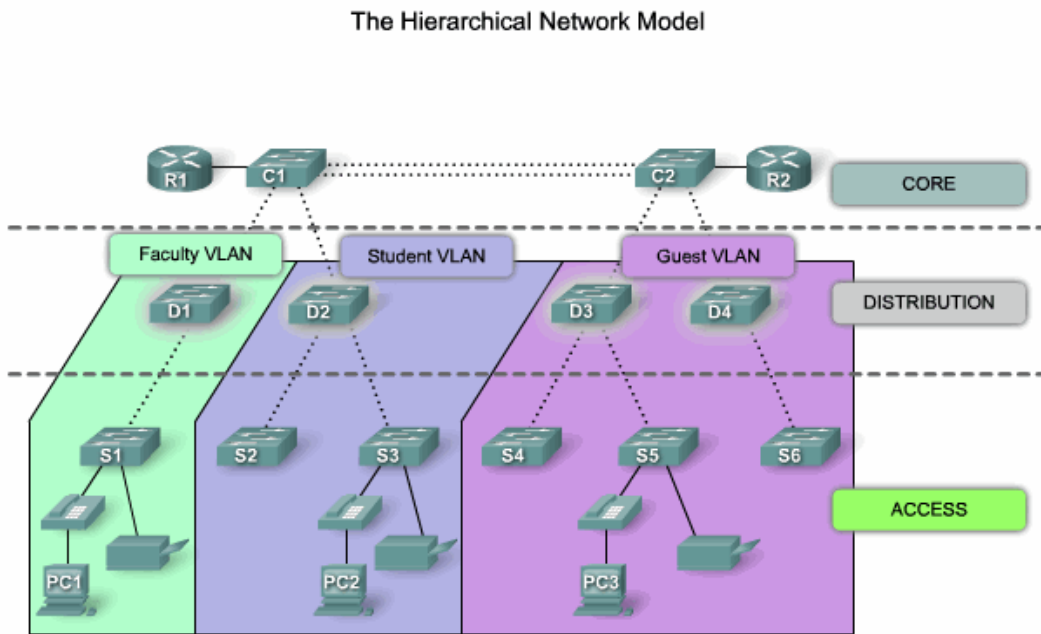 The Hierarchical Network Model
R1
C1
C2
R2
CORE
Faculty VLAN
Student VLAN
Guest VLAN
D1
D2
D3
D4
DISTRIBUTION
S1
S2
S3
S4
S5
S6
ACCESS
PC1
PC2
PC3